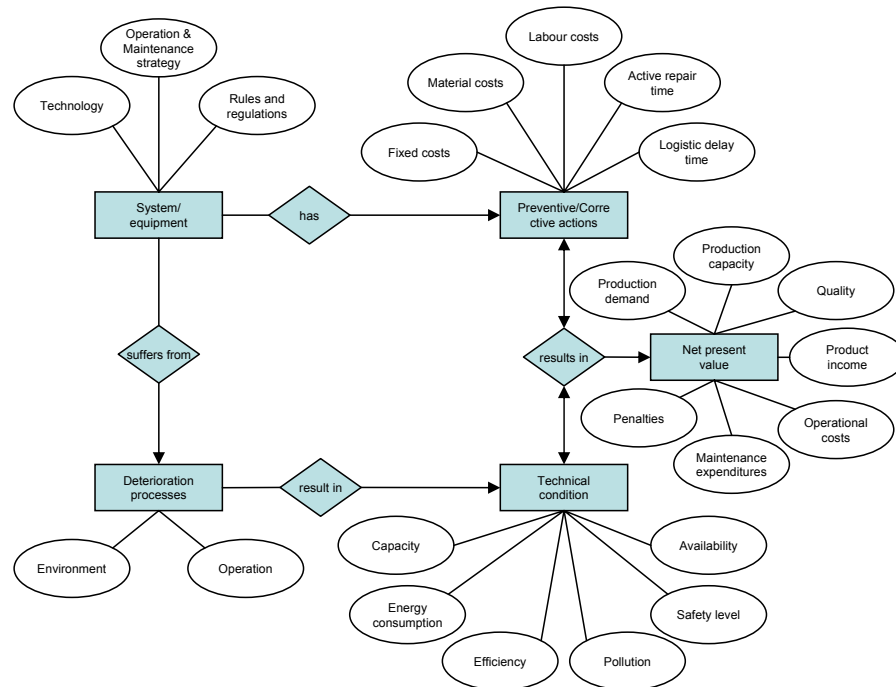 Operation &
Maintenance
strategy
Technology
Rules and
regulations
Labour costs
Material costs
Active repair
time
Fixed costs
Logistic delay
time
System/
equipment
has
Preventive/Corre
ctive actions
Production
capacity
Production
demand
Quality
suffers from
results in
Net present
value
Product
income
Penalties
Operational
costs
Maintenance
expenditures
Deterioration
processes
result in
Technical
condition
Environment
Operation
Capacity
Availability
Energy
consumption
Safety level
Efficiency
Pollution